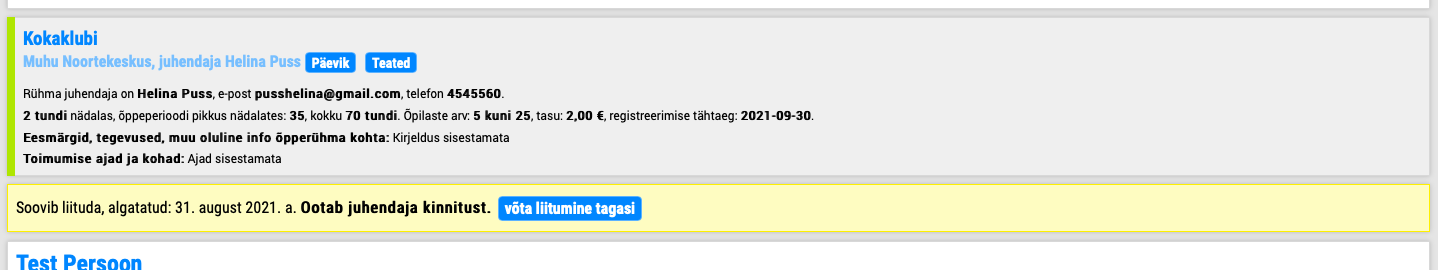 Kokaklubi
Muhu Noortekeskus, juhendaja Helina Puss Päevik Teated
Rühma juhendaja on Helina Puss, e-post pusshelina@gmail.com, telefon 4545560.
2 tundi nädalas, õppeperioodi pikkus nädalates: 35, kokku 70 tundi. Õpilaste arv: 5 kuni 25, tasu: 2,00 €, registreerimise tähtaeg: 2021-09-30.
Eesmärgid, tegevused, muu oluline info õpperühma kohta: Kirjeldus sisestamata
Toimumise ajad ja kohad: Ajad sisestamata
Soovib liituda, algatatud: 31. august 2021. a. Ootab juhendaja kinnitust. võta liitumine tagasi
Test Persoon